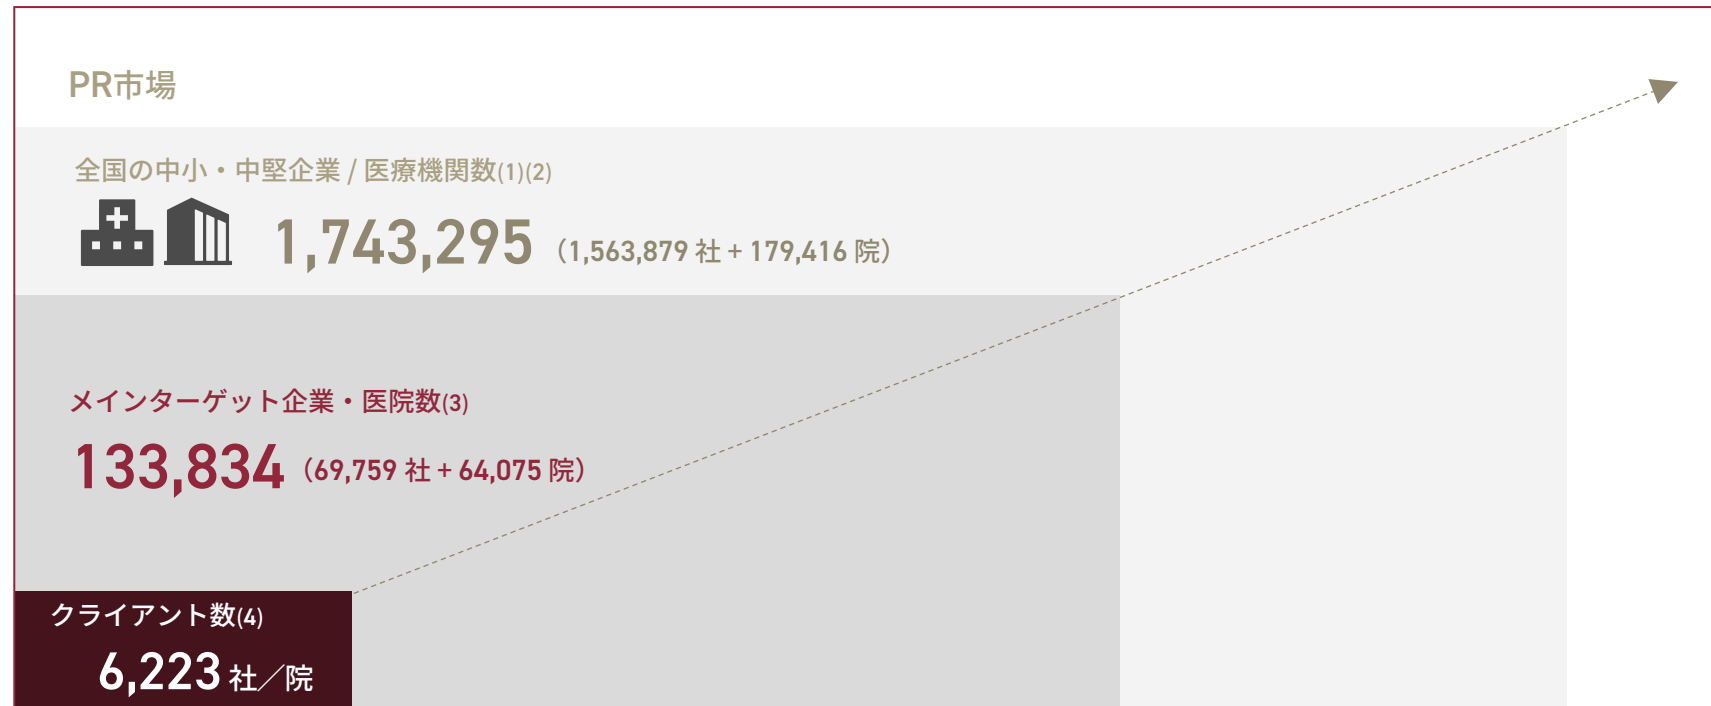 PR市場
全国の中小・中堅企業 / 医療機関数(1)(2)
1,743,295（1,563,879 社 + 179,416 院）
メインターゲット企業・医院数(3)
133,834（69,759 社 + 64,075 院）
クライアント数(4)
6,223 社／院